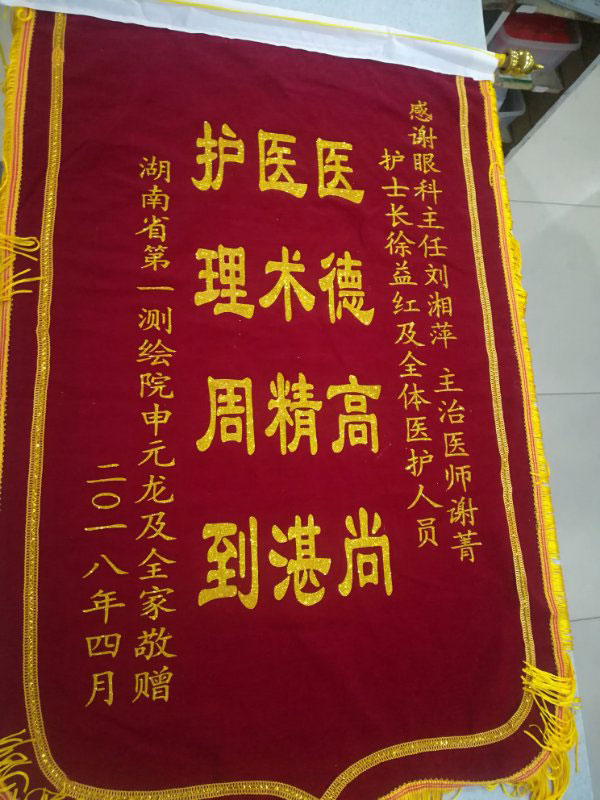 感谢眼科主任刘湘萍 主治医师谢菁
护士长徐益红及全体医护人员
医德高尚
医术精湛
护理周到
湖南省第一测绘院申元龙及全家敬赠
二〇一八年四月